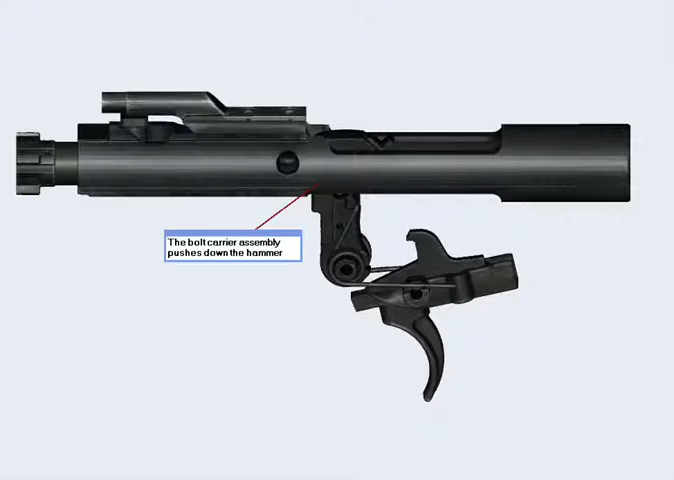 The bolt carrier assembly
pushes down the hammer